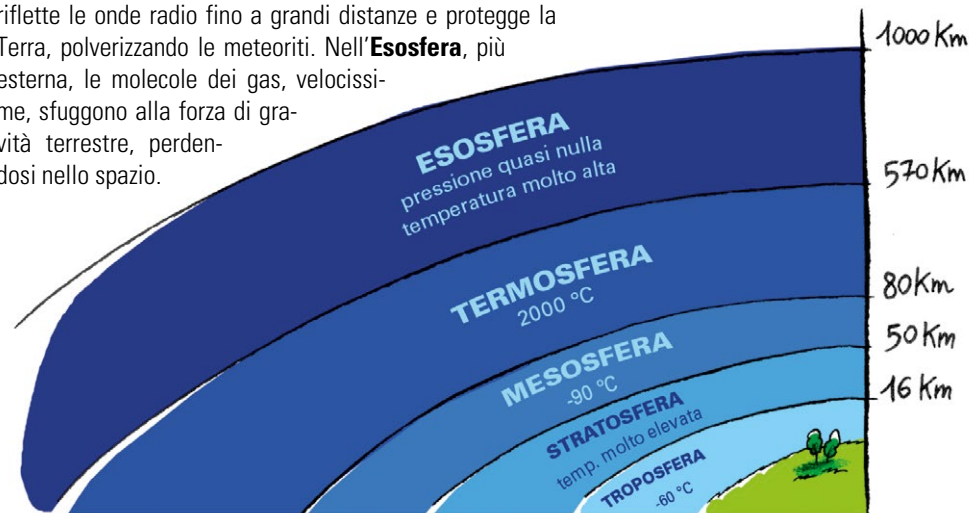 riflette le onde radio fino a grandi distanze e protegge la
Terra, polverizzando le meteoriti. Nell'Esosfera, più
esterna, le molecole dei gas, velocissi-
me, sfuggono alla forza di gra-
vità terrestre, perden-
dosi nello spazio.
1000 Km
ESOSFERA
pressione quasi nulla
temperatura molto alta
570 Km
TERMOSFERA
2000 °C
80 Km
MESOSFERA
-90 °C
50 Km
STRATOSFERA
temp. molto elevata
16 Km
TROPOSFERA
-60 °C